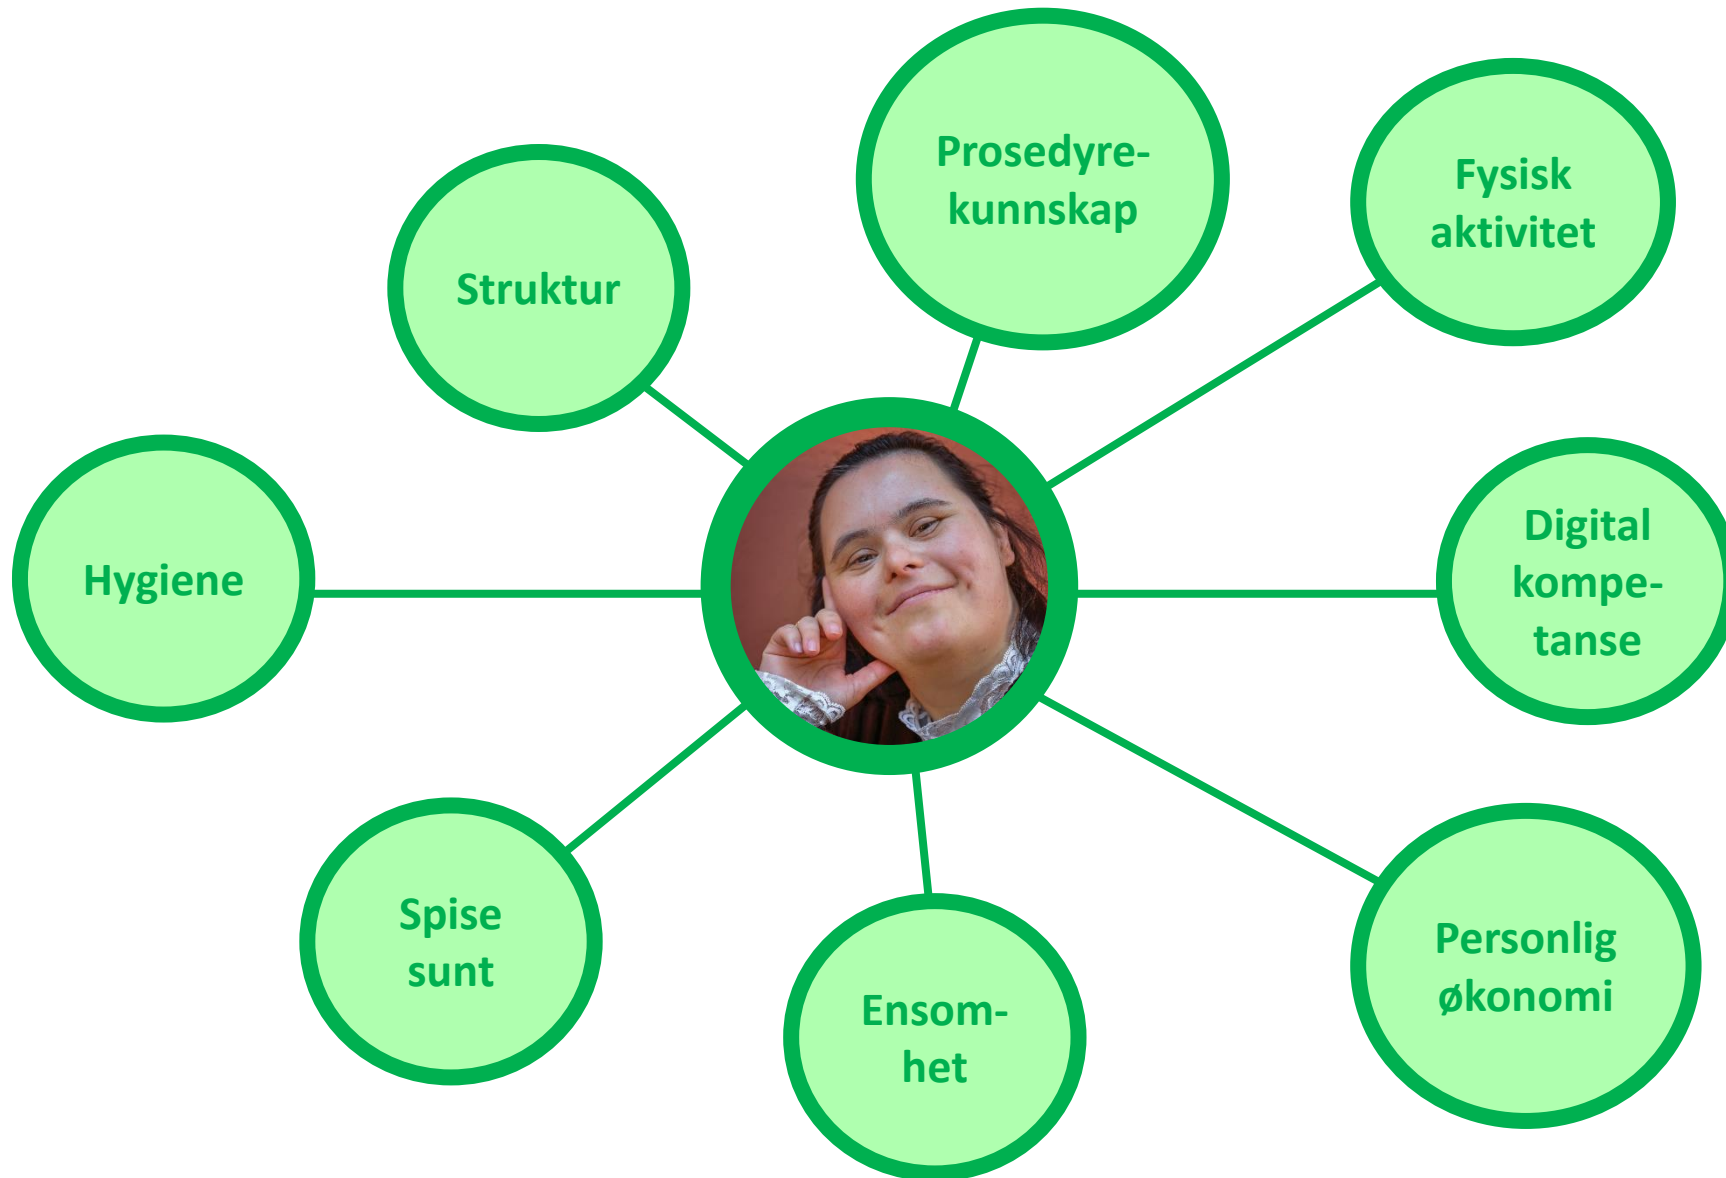 Prosedyre-
kunnskap
Fysisk
aktivitet
Struktur
Hygiene
Digital
kompe-
tanse
Spise
sunt
Ensom-
het
Personlig
økonomi